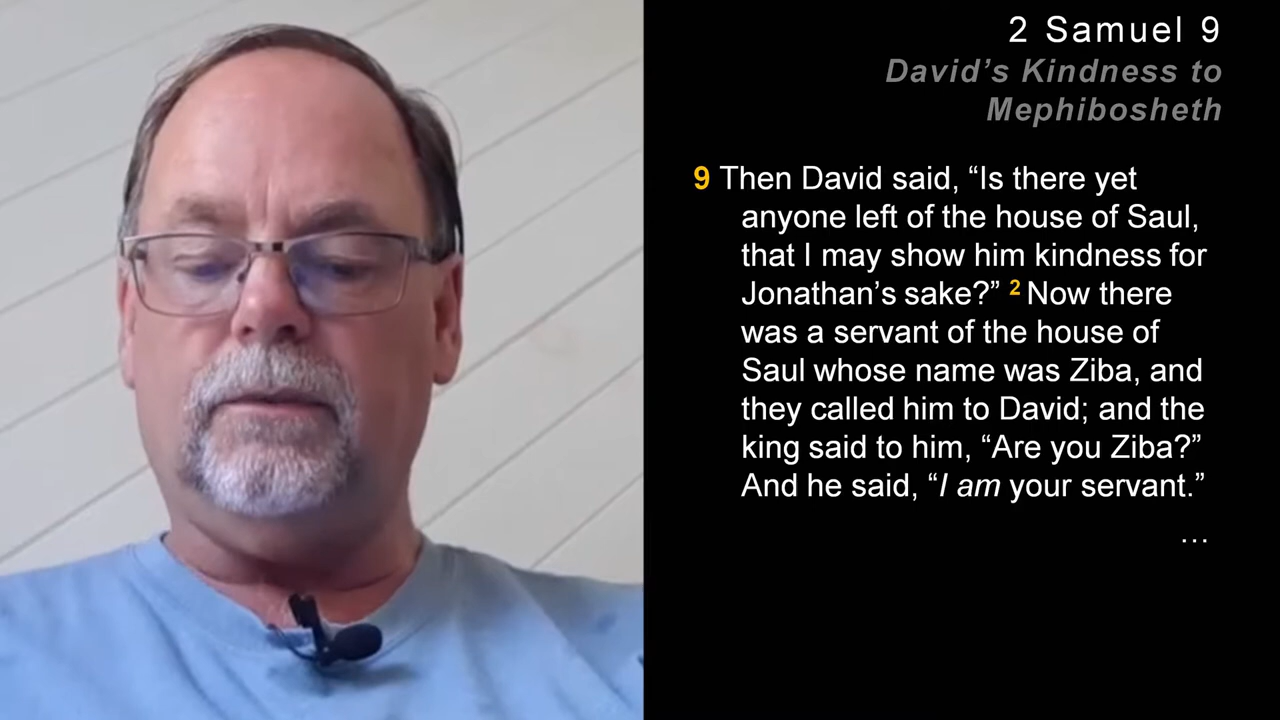 2 Samuel 9
David’s Kindness to
Mephibosheth
9 Then David said, “Is there yet
anyone left of the house of Saul,
that I may show him kindness for
Jonathan’s sake?” 2 Now there
was a servant of the house of
Saul whose name was Ziba, and
they called him to David; and the
king said to him, “Are you Ziba?”
And he said, “I am your servant.”
…